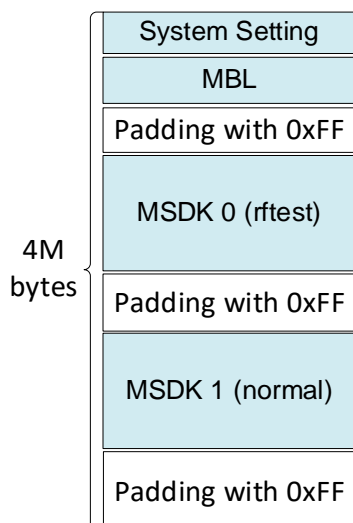 System Setting
MBL
Padding with 0xFF
MSDK 0 (rftest)
4M
bytes
Padding with 0xFF
MSDK 1 (normal)
Padding with 0xFF